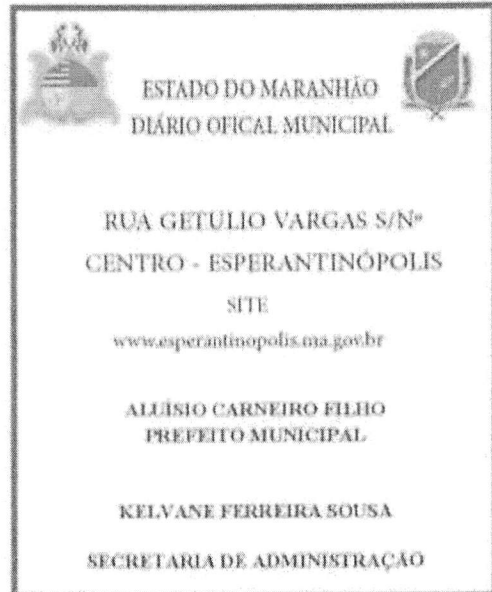 ESTADO DO MARANHÃO
DIÁRIO OFICAL MUNICIPAL
RUA GETULIO VARGAS S/Nº
CENTRO - ESPERANTINÓPOLIS
SITE
www.esperantinopolis.ma.gov.br
ALUÍSIO CARNEIRO FILHO
PREFEITO MUNICIPAL
KELVANE FERREIRA SOUSA
SECRETARIA DE ADMINISTRAÇÃO